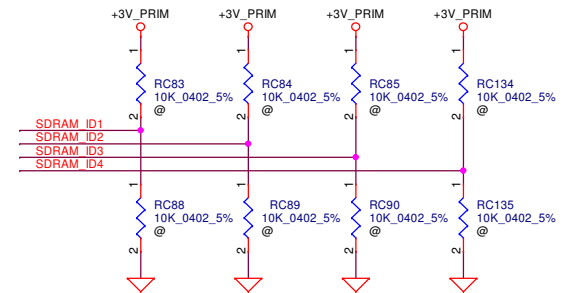 +3V_PRIM +3V_PRIM +3V_PRIM +3V_PRIM
1 1 1 1
RC83 RC84 RC85 RC134
10K_0402_5% 10K_0402_5% 10K_0402_5% 10K_0402_5%
@ @ @ @
2 2 2 2
SDRAM_ID1
SDRAM_ID2
SDRAM_ID3
SDRAM_ID4
1 1 1 1
RC88 RC89 RC90 RC135
10K_0402_5% 10K_0402_5% 10K_0402_5% 10K_0402_5%
@ @ @ @
2 2 2 2